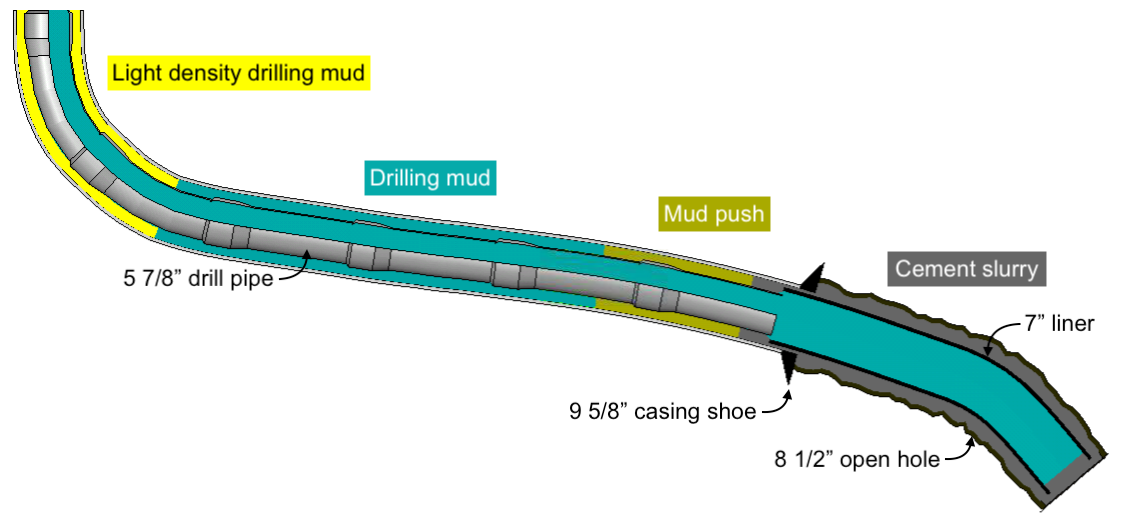 Light density drilling mud
Drilling mud
Mud push
Cement slurry
5 7/8” drill pipe
7” liner
9 5/8” casing shoe
8 1/2” open hole